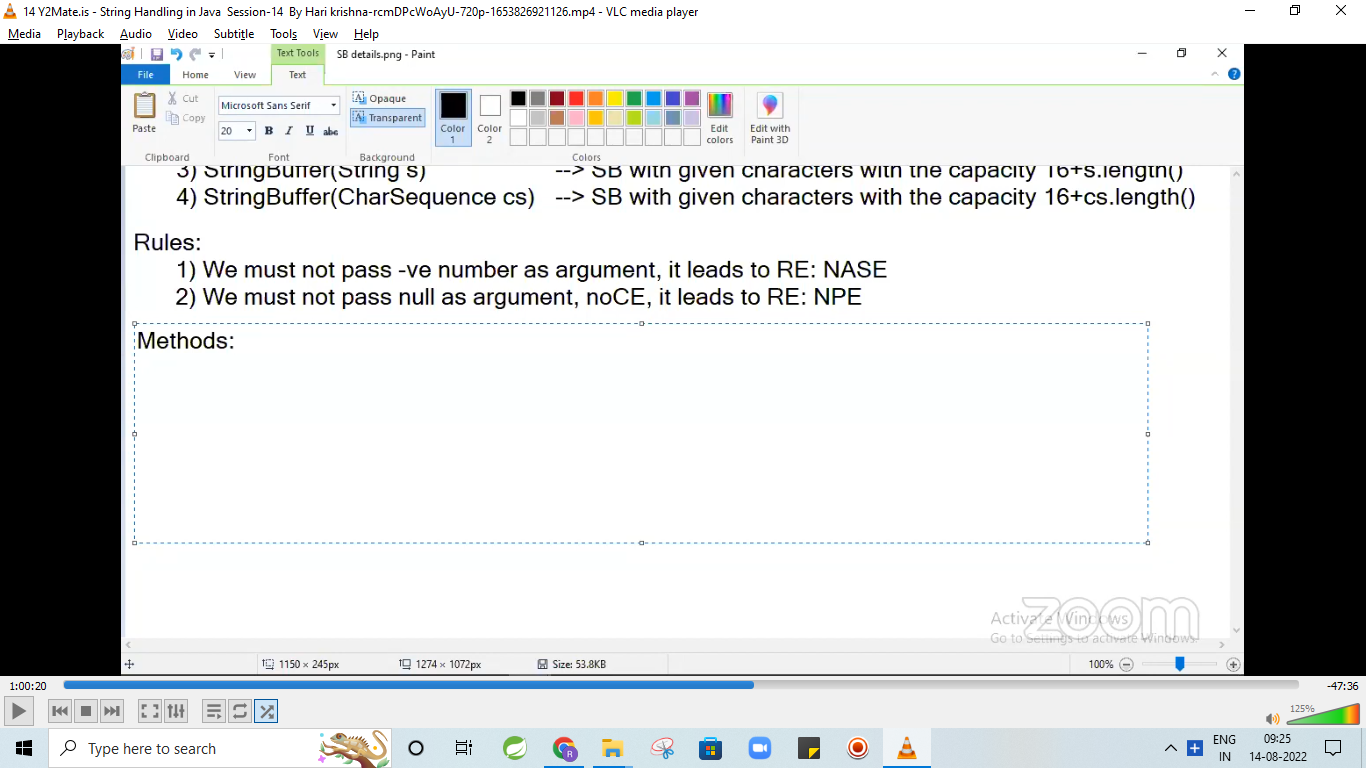 14 Y2Mate.is - String Handling in Java  Session-14  By Hari krishna-rcmDPcWoAyU-720p-1653826921126.mp4 - VLC media player
Media Playback Audio Video Subtitle Tools View Help
Text Tools SB details.png - Paint
File Home View Text
Paste Cut Copy
Clipboard
Microsoft Sans Serif
20 B I U abc
Font
Opaque
Transparent
Background
Color 1
Color 2
Edit colors
Colors
Edit with Paint 3D
3) StringBuffer(String s) --> SB with given characters with the capacity 16+s.length()
4) StringBuffer(CharSequence cs) --> SB with given characters with the capacity 16+cs.length()
Rules:
1) We must not pass -ve number as argument, it leads to RE: NASE
2) We must not pass null as argument, noCE, it leads to RE: NPE
Methods:
zoom
Activate Windows
Go to Settings to activate Windows.
1150 × 245px 1274 × 1072px Size: 53.8KB 100%
1:00:20 -47:36
125%
Type here to search
ENG 09:25
IN 14-08-2022